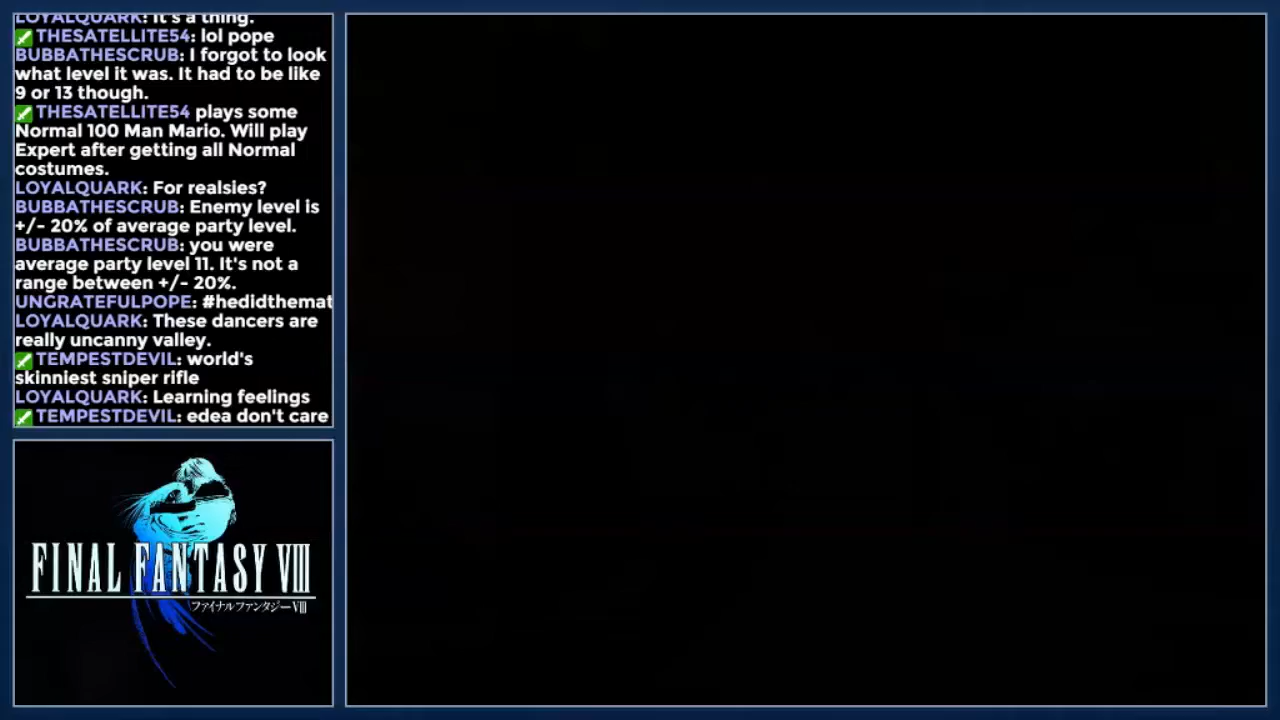 LOYALQUARK: It's a thing.
THESATELLITE54: lol pope
BUBBATHESCRUB: I forgot to look
what level it was. It had to be like
9 or 13 though.
THESATELLITE54 plays some
Normal 100 Man Mario. Will play
Expert after getting all Normal
costumes.
LOYALQUARK: For realsies?
BUBBATHESCRUB: Enemy level is
+/- 20% of average party level.
BUBBATHESCRUB: you were
average party level 11. It's not a
range between +/- 20%.
UNGRATEFULPOPE: #hedidthemat
LOYALQUARK: These dancers are
really uncanny valley.
TEMPESTDEVIL: world's
skinniest sniper rifle
LOYALQUARK: Learning feelings
TEMPESTDEVIL: edea don't care
FINAL FANTASY VIII
ファイナルファンタジーVIII